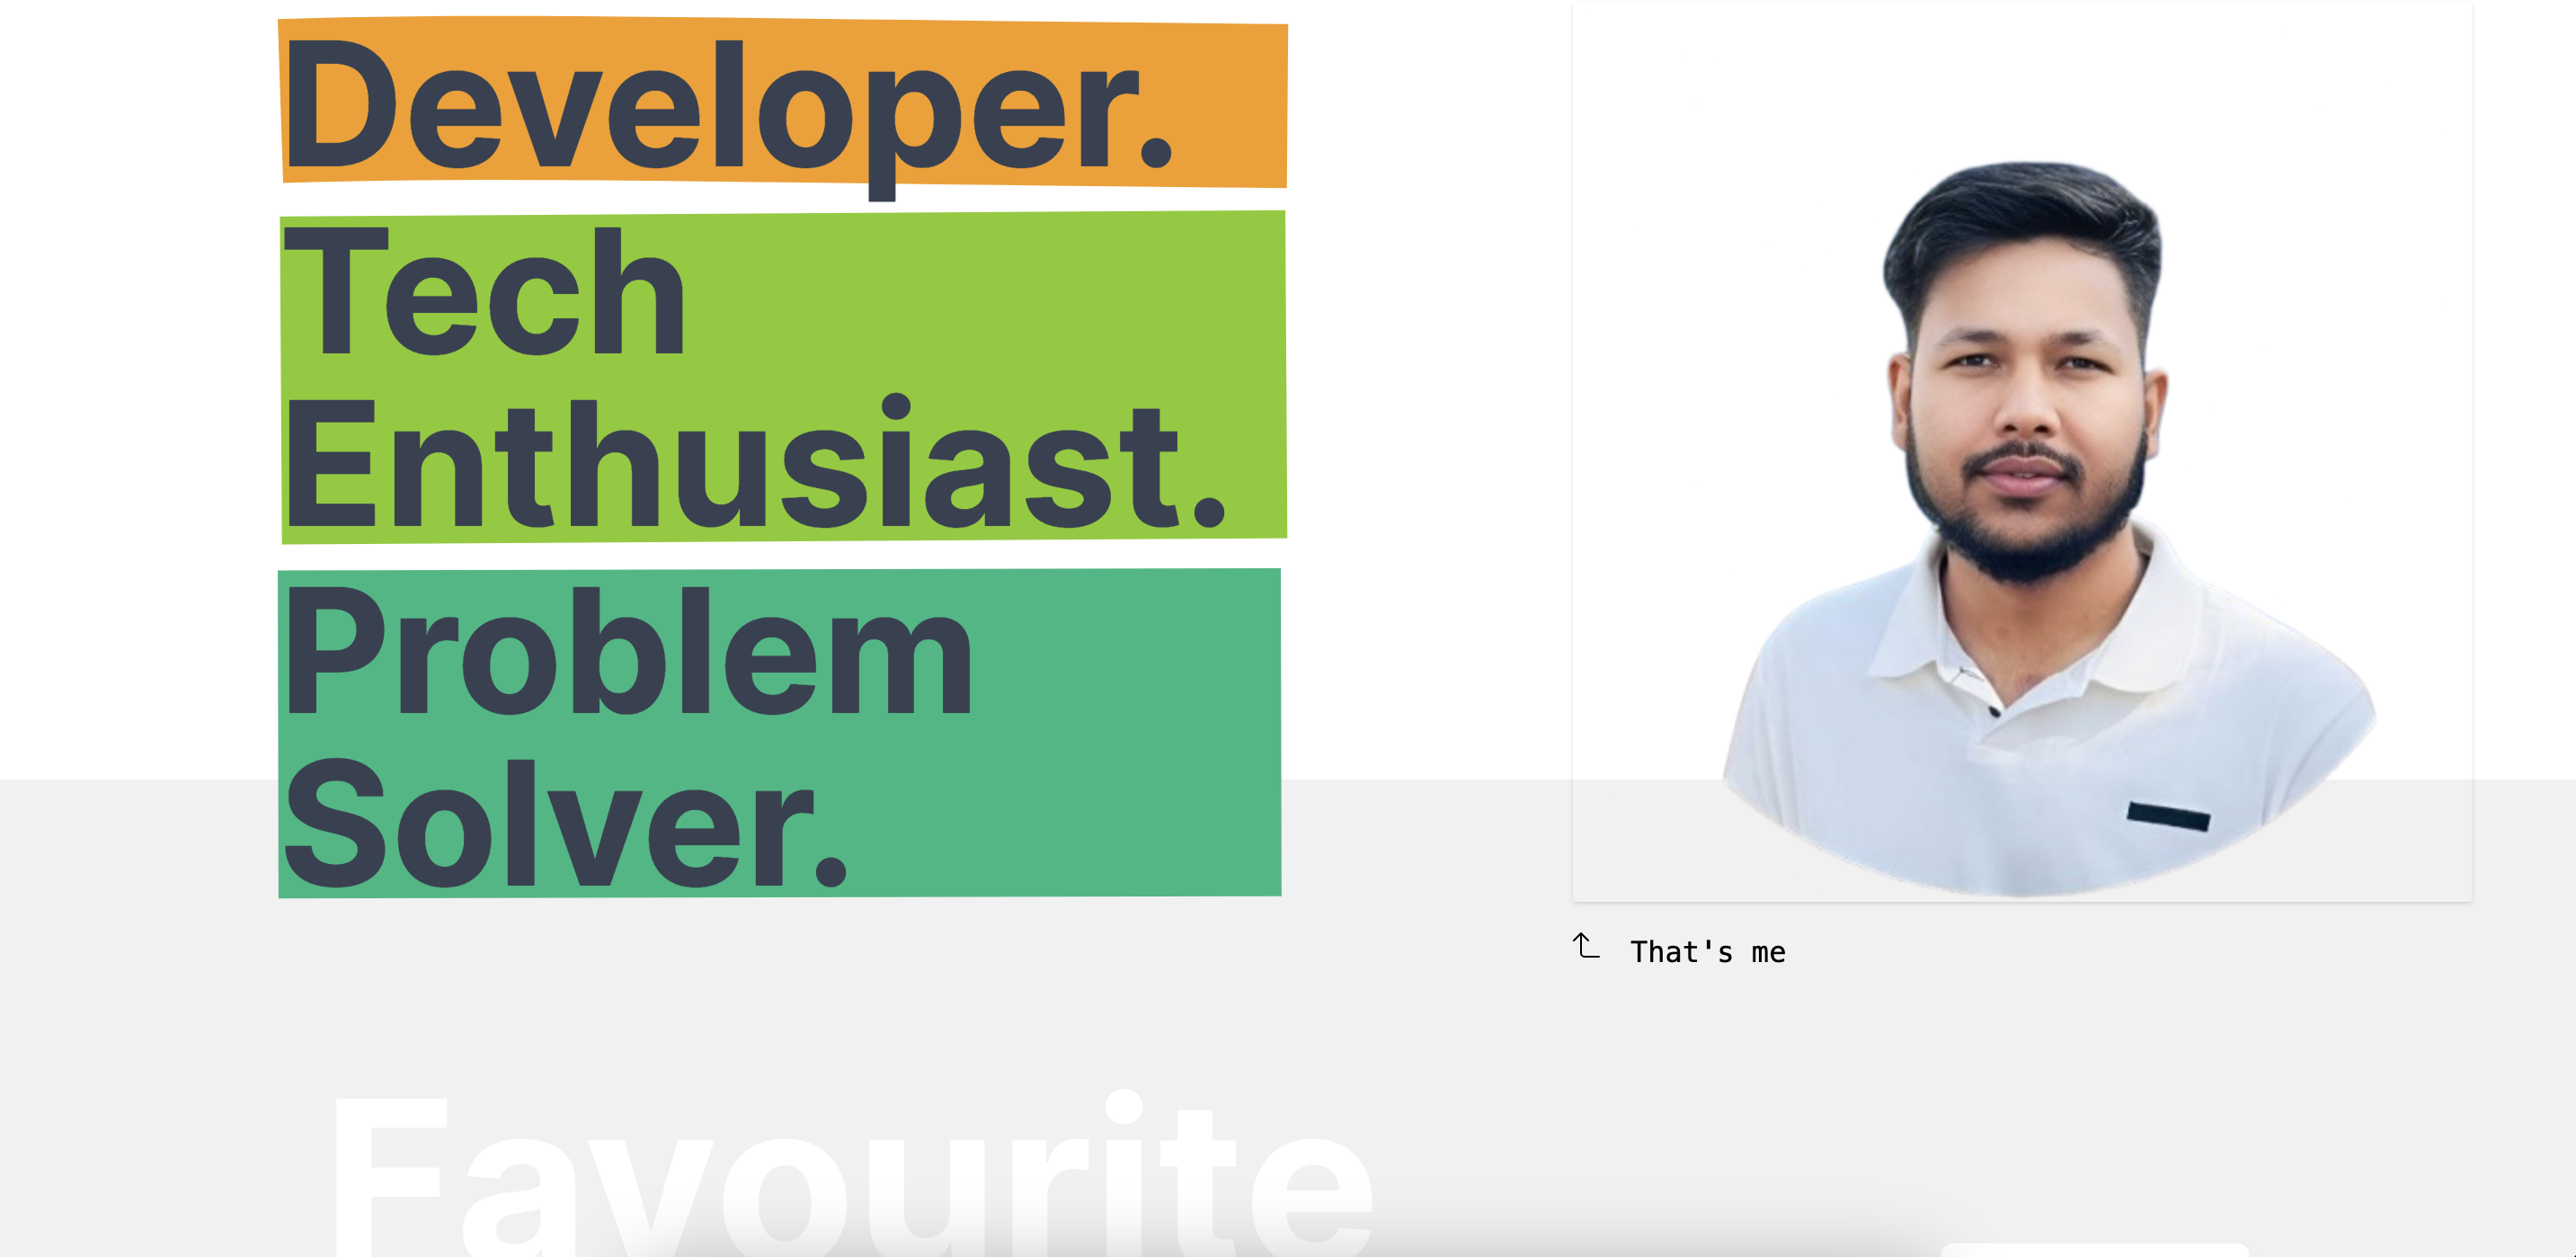 Developer.
Tech
Enthusiast.
Problem
Solver.
That's me
Favourite